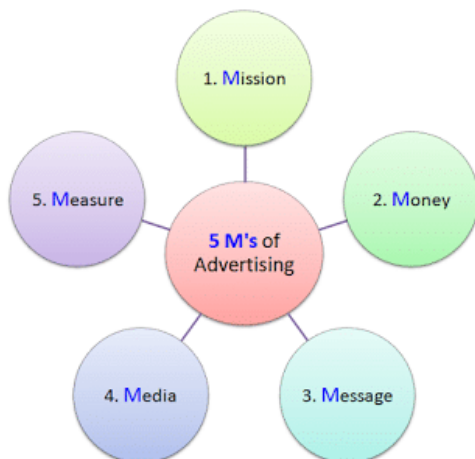 1. Mission
5. Measure
2. Money
5 M's of
Advertising
4. Media
3. Message